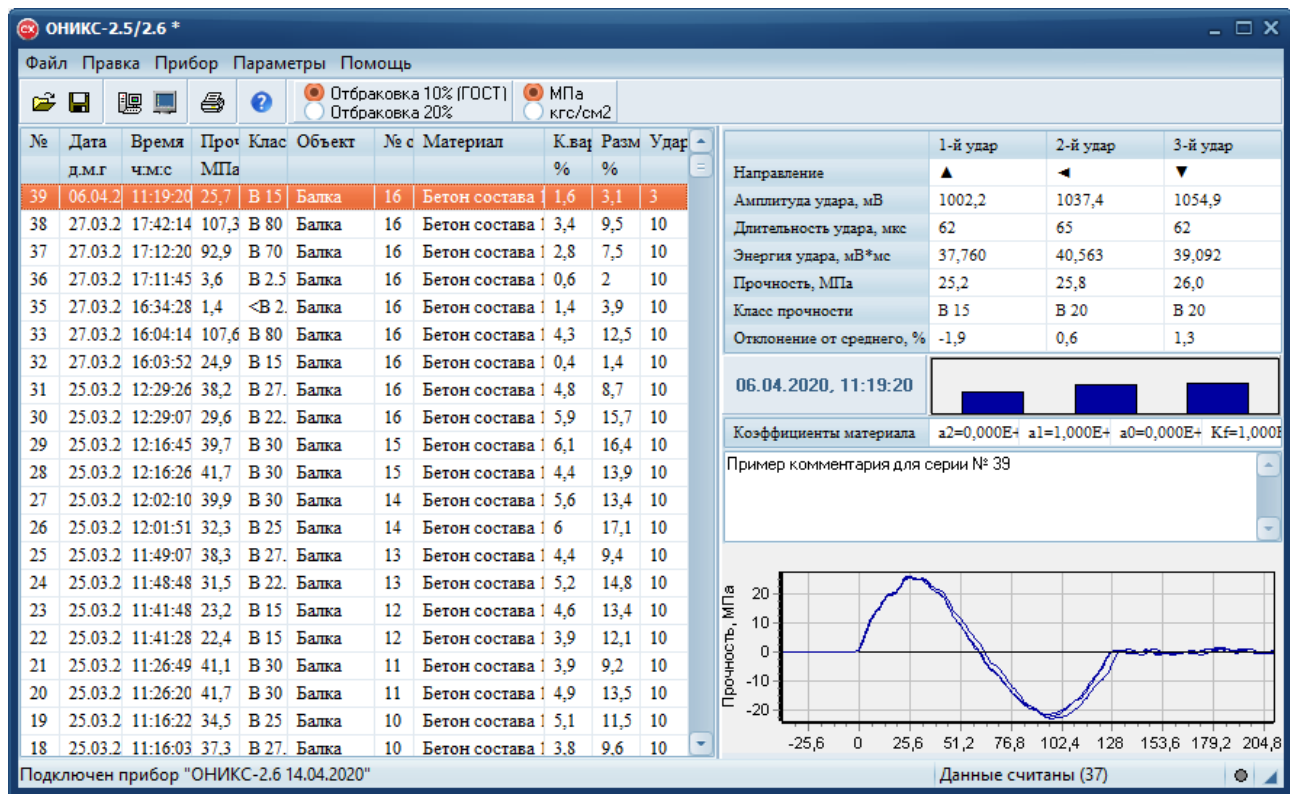 ОНИКС-2.5/2.6 *
Файл Правка Прибор Параметры Помощь
Отбраковка 10% (ГОСТ) МПа
Отбраковка 20% кгс/см2
№ Дата Время Проч Клас Объект № с Материал К.вар Разм Удар
д.м.г ч:м:с МПа % %
39 06.04.2 11:19:20 25,7 В 15 Балка 16 Бетон состава 1 1,6 3,1 3
38 27.03.2 17:42:14 107,3 В 80 Балка 16 Бетон состава 1 3,4 9,5 10
37 27.03.2 17:12:20 92,9 В 70 Балка 16 Бетон состава 1 2,8 7,5 10
36 27.03.2 17:11:45 3,6 В 2.5 Балка 16 Бетон состава 1 0,6 2 10
35 27.03.2 16:34:28 1,4 <В 2. Балка 16 Бетон состава 1 1,4 3,9 10
33 27.03.2 16:04:14 107,6 В 80 Балка 16 Бетон состава 1 4,3 12,5 10
32 27.03.2 16:03:52 24,9 В 15 Балка 16 Бетон состава 1 0,4 1,4 10
31 25.03.2 12:29:26 38,2 В 27. Балка 16 Бетон состава 1 4,8 8,7 10
30 25.03.2 12:29:07 29,6 В 22. Балка 16 Бетон состава 1 5,9 15,7 10
29 25.03.2 12:16:45 39,7 В 30 Балка 15 Бетон состава 1 6,1 16,4 10
28 25.03.2 12:16:26 41,7 В 30 Балка 15 Бетон состава 1 4,4 13,9 10
27 25.03.2 12:02:10 39,9 В 30 Балка 14 Бетон состава 1 5,6 13,4 10
26 25.03.2 12:01:51 32,3 В 25 Балка 14 Бетон состава 1 6 17,1 10
25 25.03.2 11:49:07 38,3 В 27. Балка 13 Бетон состава 1 4,4 9,4 10
24 25.03.2 11:48:48 31,5 В 22. Балка 13 Бетон состава 1 5,2 14,8 10
23 25.03.2 11:41:48 23,2 В 15 Балка 12 Бетон состава 1 4,6 13,4 10
22 25.03.2 11:41:28 22,4 В 15 Балка 12 Бетон состава 1 3,9 12,1 10
21 25.03.2 11:26:49 41,1 В 30 Балка 11 Бетон состава 1 3,9 9,2 10
20 25.03.2 11:26:20 41,7 В 30 Балка 11 Бетон состава 1 4,9 13,5 10
19 25.03.2 11:16:22 34,5 В 25 Балка 10 Бетон состава 1 5,1 11,5 10
18 25.03.2 11:16:03 37,3 В 27. Балка 10 Бетон состава 1 3,8 9,6 10
1-й удар 2-й удар 3-й удар
Направление ▲ ◄ ▼
Амплитуда удара, мВ 1002,2 1037,4 1054,9
Длительность удара, мкс 62 65 62
Энергия удара, мВ*мс 37,760 40,563 39,092
Прочность, МПа 25,2 25,8 26,0
Класс прочности В 15 В 20 В 20
Отклонение от среднего, % -1,9 0,6 1,3
06.04.2020, 11:19:20
Коэффициенты материала a2=0,000E+ a1=1,000E+ a0=0,000E+ Kf=1,000E
Пример комментария для серии № 39
Прочность, МПа
20
10
0
-10
-20
-25,6 0 25,6 51,2 76,8 102,4 128 153,6 179,2 204,8
Подключен прибор "ОНИКС-2.6 14.04.2020" Данные считаны (37)